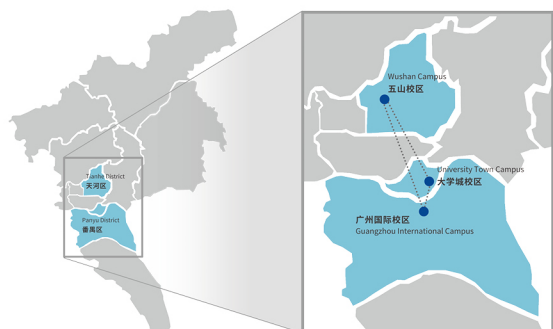 Tianhe District
天河区
Panyu District
番禺区
Wushan Campus
五山校区
University Town Campus
大学城校区
广州国际校区
Guangzhou International Campus